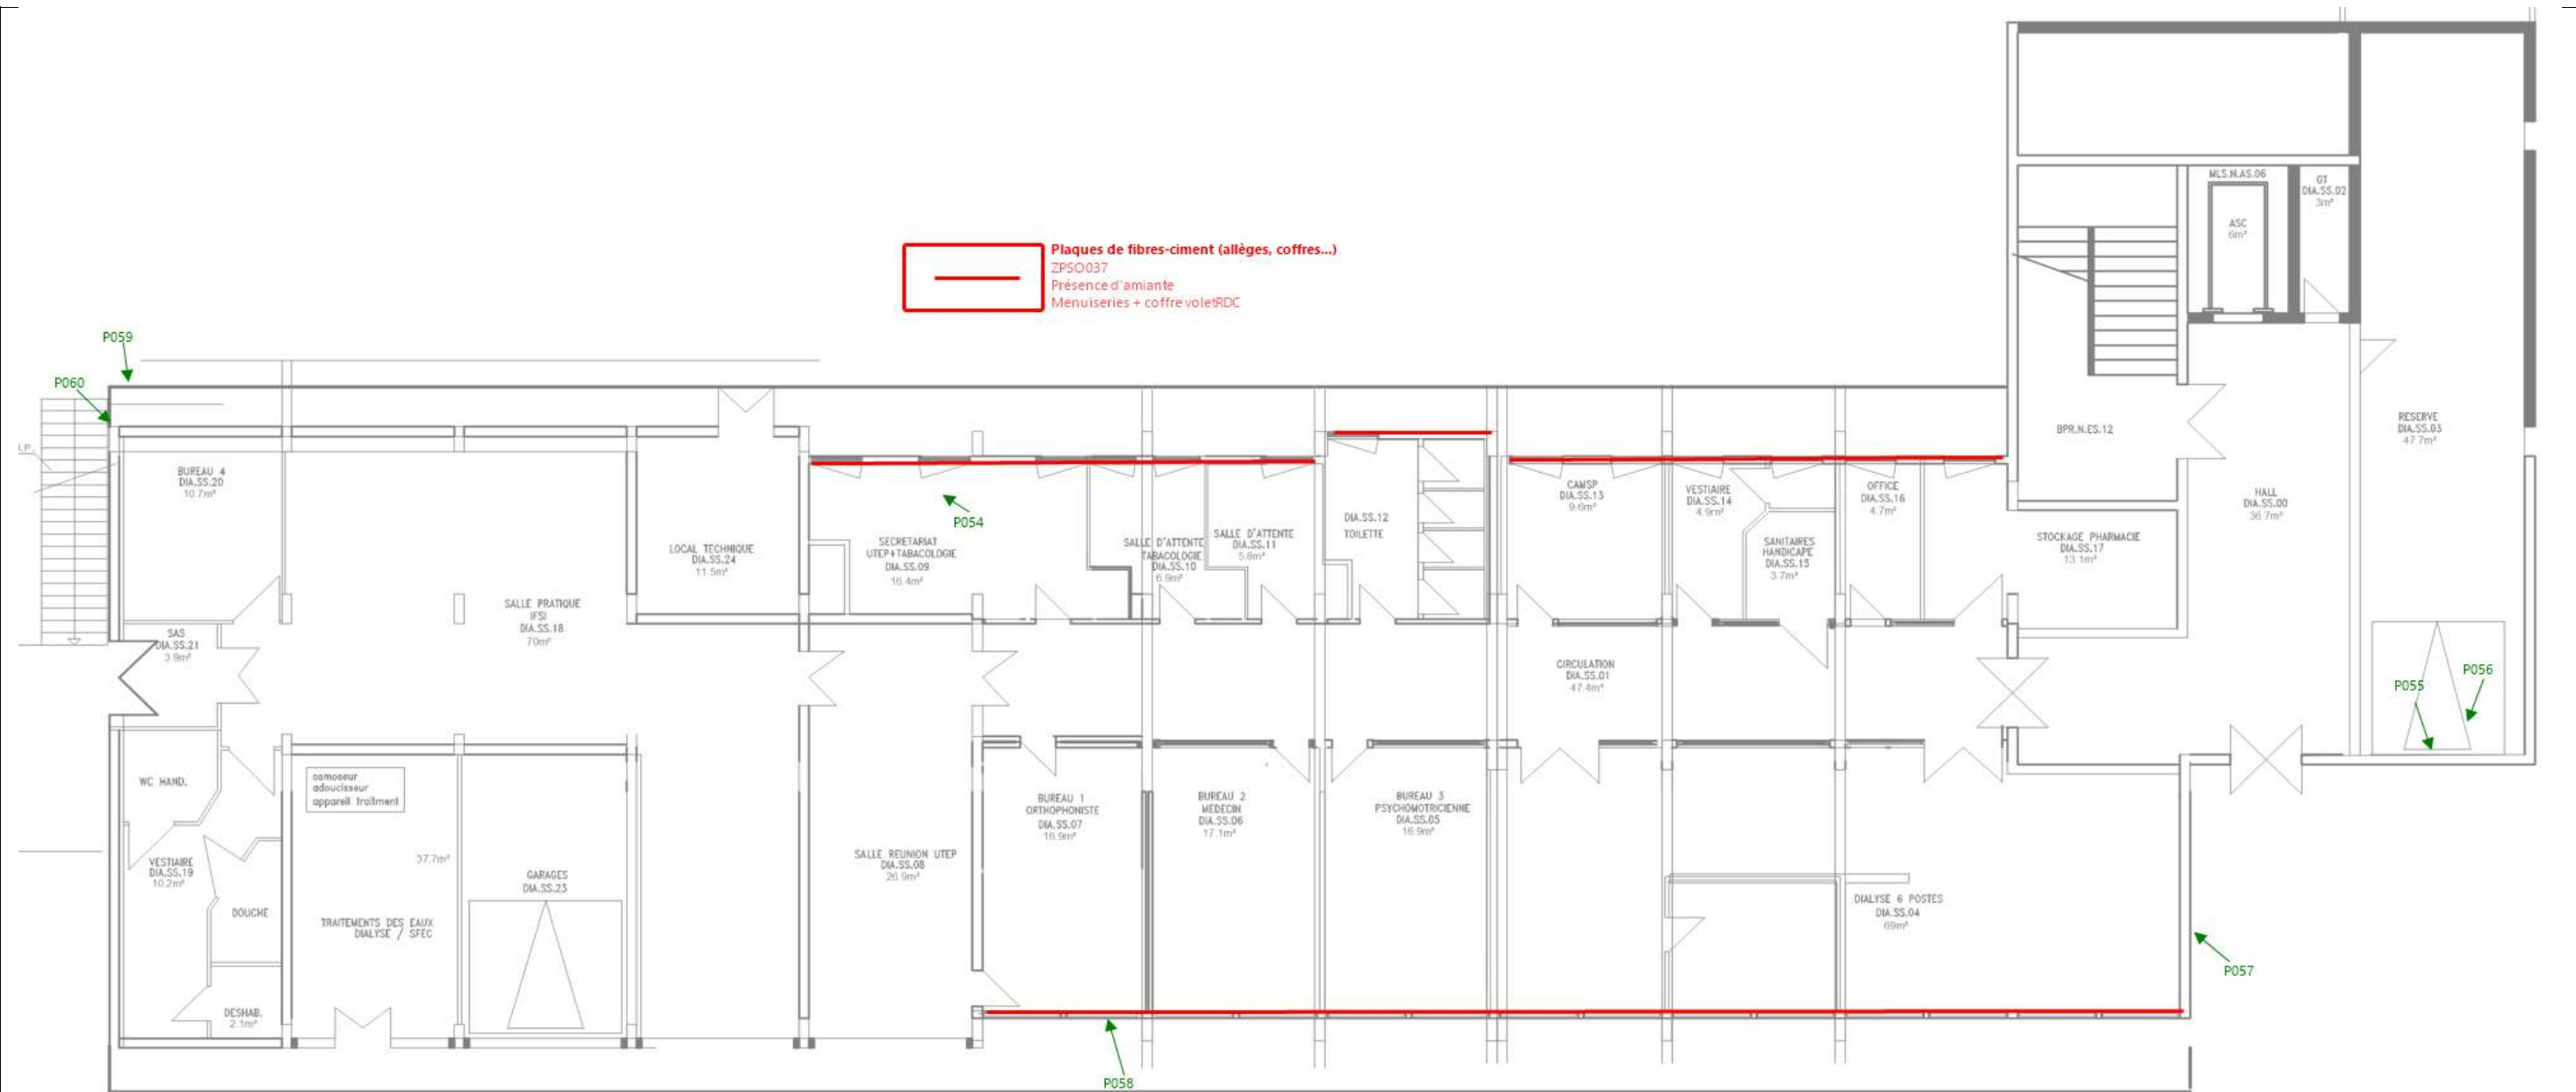 MLS.N.AS.06
GT
DIA.SS.02
3m²
ASC
6m²
Plaques de fibres-ciment (allèges, coffres...)
ZPSO037
Présence d'amiante
Menuiseries + coffre voletRDC
P059
P060
BUREAU 4
DIA.SS.20
10.7m²
P054
SECRETARIAT
UTEP+TABACOLOGIE
DIA.SS.09
16.4m²
LOCAL TECHNIQUE
DIA.SS.24
11.5m²
SALLE D'ATTENTE
TABACOLOGIE
DIA.SS.10
6.9m²
SALLE D'ATTENTE
DIA.SS.11
5.8m²
DIA.SS.12
TOILETTE
CAMSP
DIA.SS.13
9.6m²
VESTIAIRE
DIA.SS.14
4.9m²
SANITAIRES
HANDICAPE
DIA.SS.15
3.7m²
OFFICE
DIA.SS.16
4.7m²
BPR.N.ES.12
STOCKAGE PHARMACIE
DIA.SS.17
13.1m²
HALL
DIA.SS.00
36.7m²
RESERVE
DIA.SS.03
47.7m²
SALLE PRATIQUE
IFSI
DIA.SS.18
70m²
SAS
DIA.SS.21
3.9m²
CIRCULATION
DIA.SS.01
47.4m²
P055
P056
WC HAND.
osmoseur
adoucisseur
appareil traitment
VESTIAIRE
DIA.SS.19
10.2m²
DOUCHE
DESHAB.
2.1m²
37.7m²
TRAITEMENTS DES EAUX
DIALYSE / SFEC
GARAGES
DIA.SS.23
SALLE REUNION UTEP
DIA.SS.08
26.9m²
BUREAU 1
ORTHOPHONISTE
DIA.SS.07
16.9m²
BUREAU 2
MEDECIN
DIA.SS.06
17.1m²
BUREAU 3
PSYCHOMOTRICIENNE
DIA.SS.05
16.9m²
DIALYSE 6 POSTES
DIA.SS.04
69m²
P057
P058